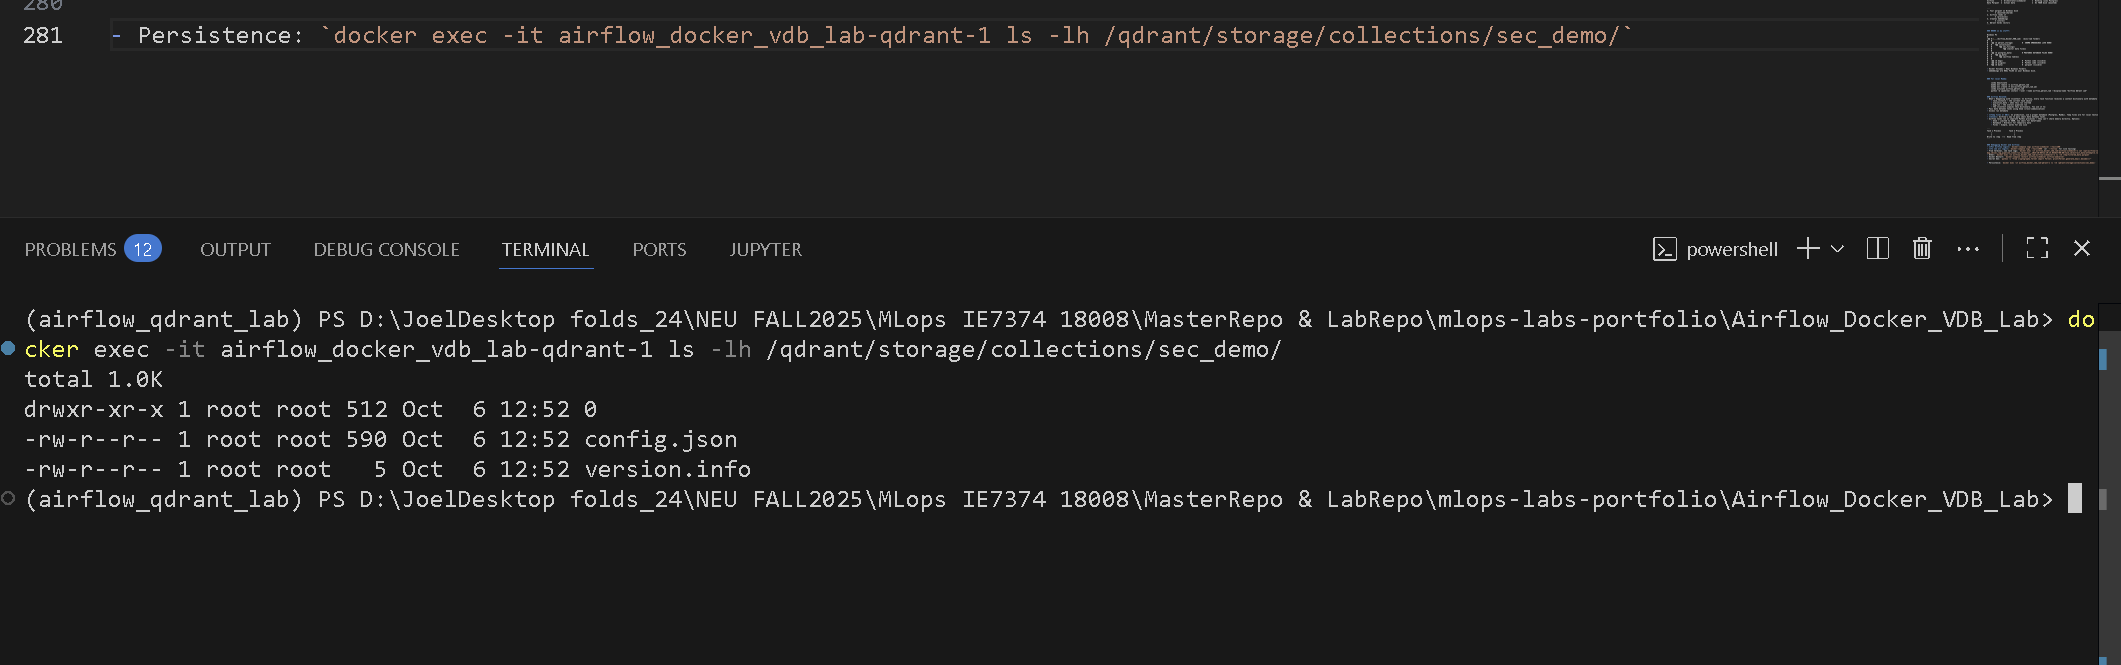 280
281 - Persistence: `docker exec -it airflow_docker_vdb_lab-qdrant-1 ls -lh /qdrant/storage/collections/sec_demo/`
PROBLEMS 12 OUTPUT DEBUG CONSOLE TERMINAL PORTS JUPYTER powershell
(airflow_qdrant_lab) PS D:\JoelDesktop folds_24\NEU FALL2025\MLops IE7374 18008\MasterRepo & LabRepo\mlops-labs-portfolio\Airflow_Docker_VDB_Lab> do
cker exec -it airflow_docker_vdb_lab-qdrant-1 ls -lh /qdrant/storage/collections/sec_demo/
total 1.0K
drwxr-xr-x 1 root root 512 Oct  6 12:52 0
-rw-r--r-- 1 root root 590 Oct  6 12:52 config.json
-rw-r--r-- 1 root root   5 Oct  6 12:52 version.info
(airflow_qdrant_lab) PS D:\JoelDesktop folds_24\NEU FALL2025\MLops IE7374 18008\MasterRepo & LabRepo\mlops-labs-portfolio\Airflow_Docker_VDB_Lab>